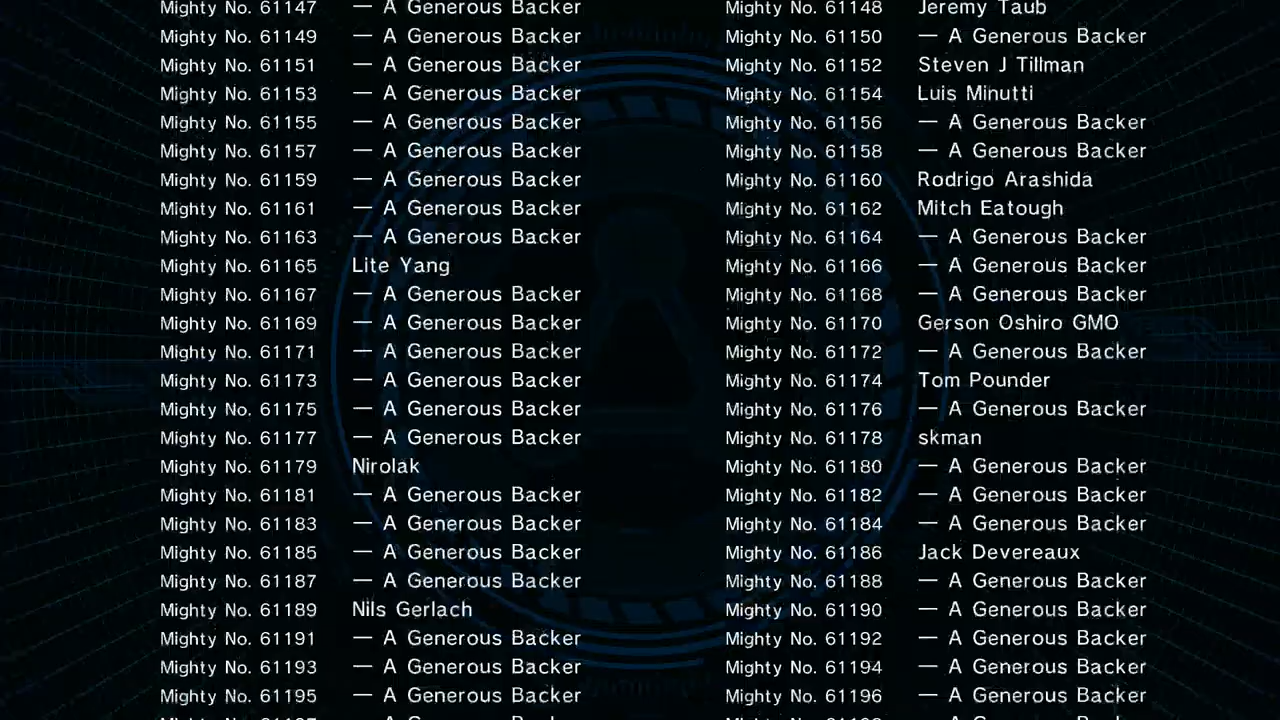 Mighty No. 61147 — A Generous Backer Mighty No. 61148 Jeremy Taub
Mighty No. 61149 — A Generous Backer Mighty No. 61150 — A Generous Backer
Mighty No. 61151 — A Generous Backer Mighty No. 61152 Steven J Tillman
Mighty No. 61153 — A Generous Backer Mighty No. 61154 Luis Minutti
Mighty No. 61155 — A Generous Backer Mighty No. 61156 — A Generous Backer
Mighty No. 61157 — A Generous Backer Mighty No. 61158 — A Generous Backer
Mighty No. 61159 — A Generous Backer Mighty No. 61160 Rodrigo Arashida
Mighty No. 61161 — A Generous Backer Mighty No. 61162 Mitch Eatough
Mighty No. 61163 — A Generous Backer Mighty No. 61164 — A Generous Backer
Mighty No. 61165 Lite Yang Mighty No. 61166 — A Generous Backer
Mighty No. 61167 — A Generous Backer Mighty No. 61168 — A Generous Backer
Mighty No. 61169 — A Generous Backer Mighty No. 61170 Gerson Oshiro GMO
Mighty No. 61171 — A Generous Backer Mighty No. 61172 — A Generous Backer
Mighty No. 61173 — A Generous Backer Mighty No. 61174 Tom Pounder
Mighty No. 61175 — A Generous Backer Mighty No. 61176 — A Generous Backer
Mighty No. 61177 — A Generous Backer Mighty No. 61178 skman
Mighty No. 61179 Nirolak Mighty No. 61180 — A Generous Backer
Mighty No. 61181 — A Generous Backer Mighty No. 61182 — A Generous Backer
Mighty No. 61183 — A Generous Backer Mighty No. 61184 — A Generous Backer
Mighty No. 61185 — A Generous Backer Mighty No. 61186 Jack Devereaux
Mighty No. 61187 — A Generous Backer Mighty No. 61188 — A Generous Backer
Mighty No. 61189 Nils Gerlach Mighty No. 61190 — A Generous Backer
Mighty No. 61191 — A Generous Backer Mighty No. 61192 — A Generous Backer
Mighty No. 61193 — A Generous Backer Mighty No. 61194 — A Generous Backer
Mighty No. 61195 — A Generous Backer Mighty No. 61196 — A Generous Backer